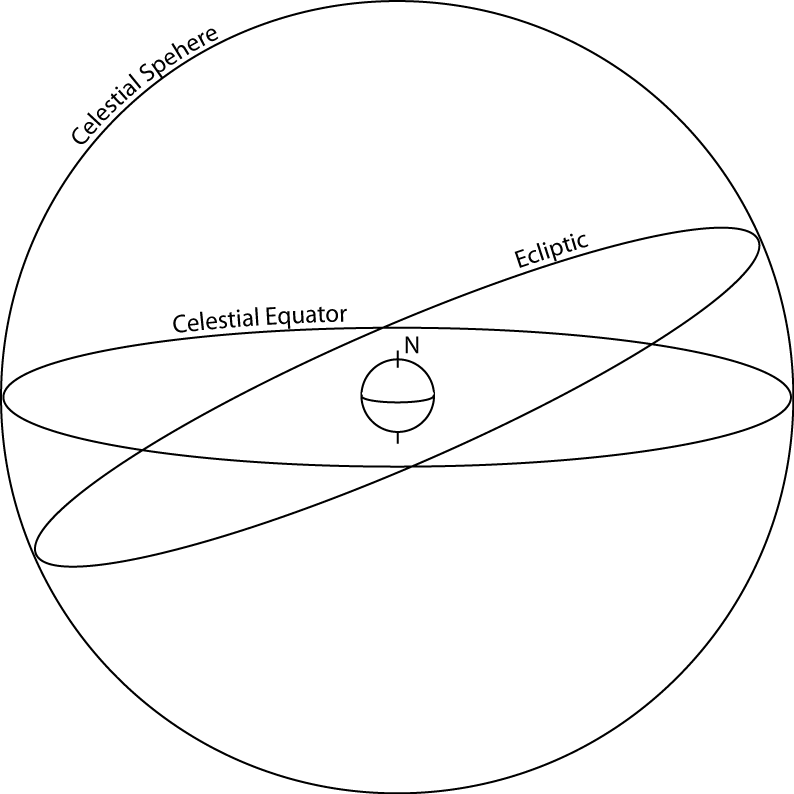 Celestial Spehere
Ecliptic
Celestial Equator
N